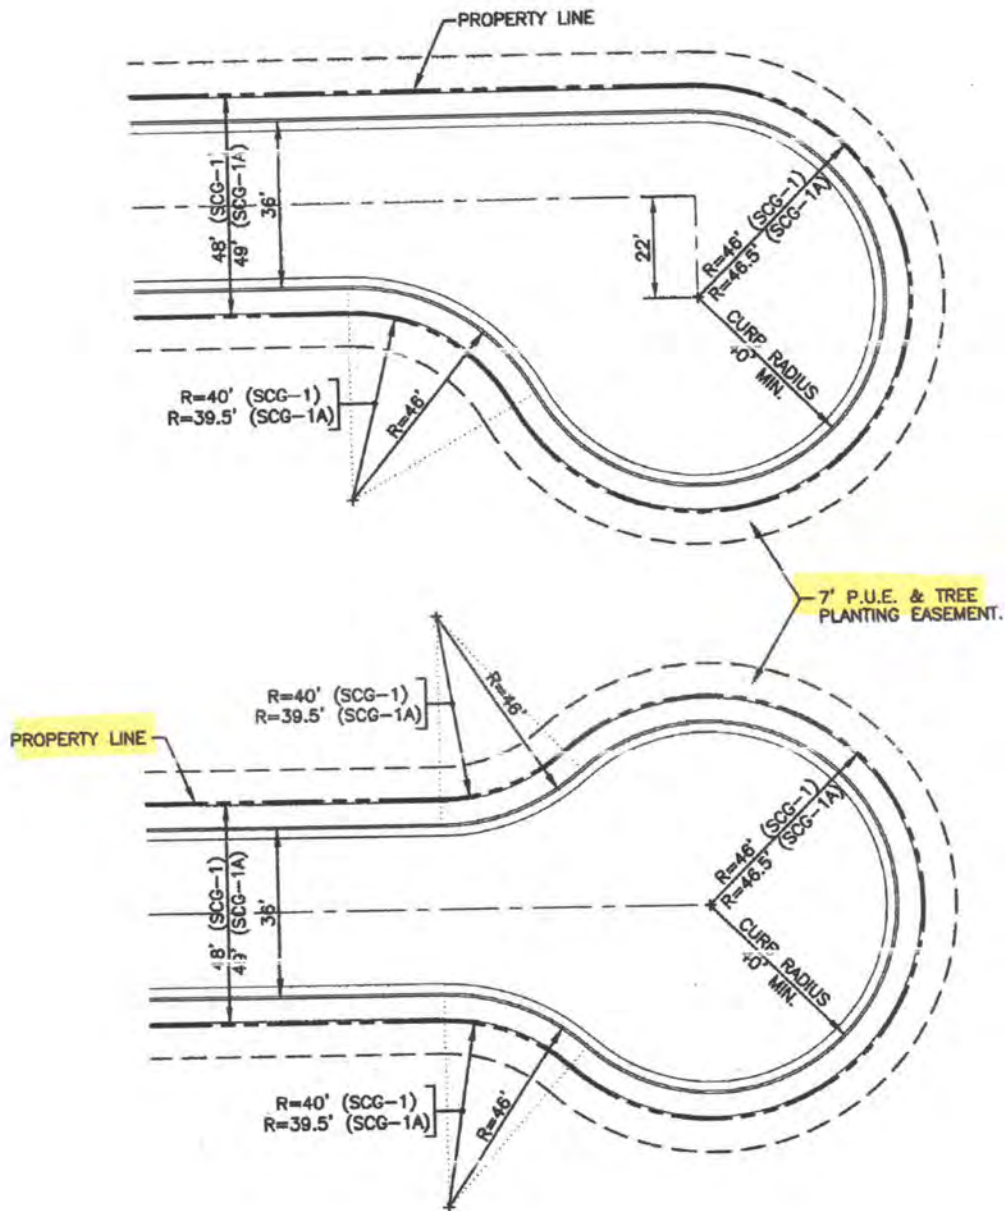 PROPERTY LINE
48' (SCG-1)
49' (SCG-1A)
36'
22'
R=46' (SCG-1)
R=46.5' (SCG-1A)
CURB RADIUS
40' MIN.
R=40' (SCG-1)
R=39.5' (SCG-1A)
R=46'
7' P.U.E. & TREE
PLANTING EASEMENT.
R=40' (SCG-1)
R=39.5' (SCG-1A)
R=46'
PROPERTY LINE
48' (SCG-1)
49' (SCG-1A)
36'
R=46' (SCG-1)
R=46.5' (SCG-1A)
CURB RADIUS
40' MIN.
R=40' (SCG-1)
R=39.5' (SCG-1A)
R=46'